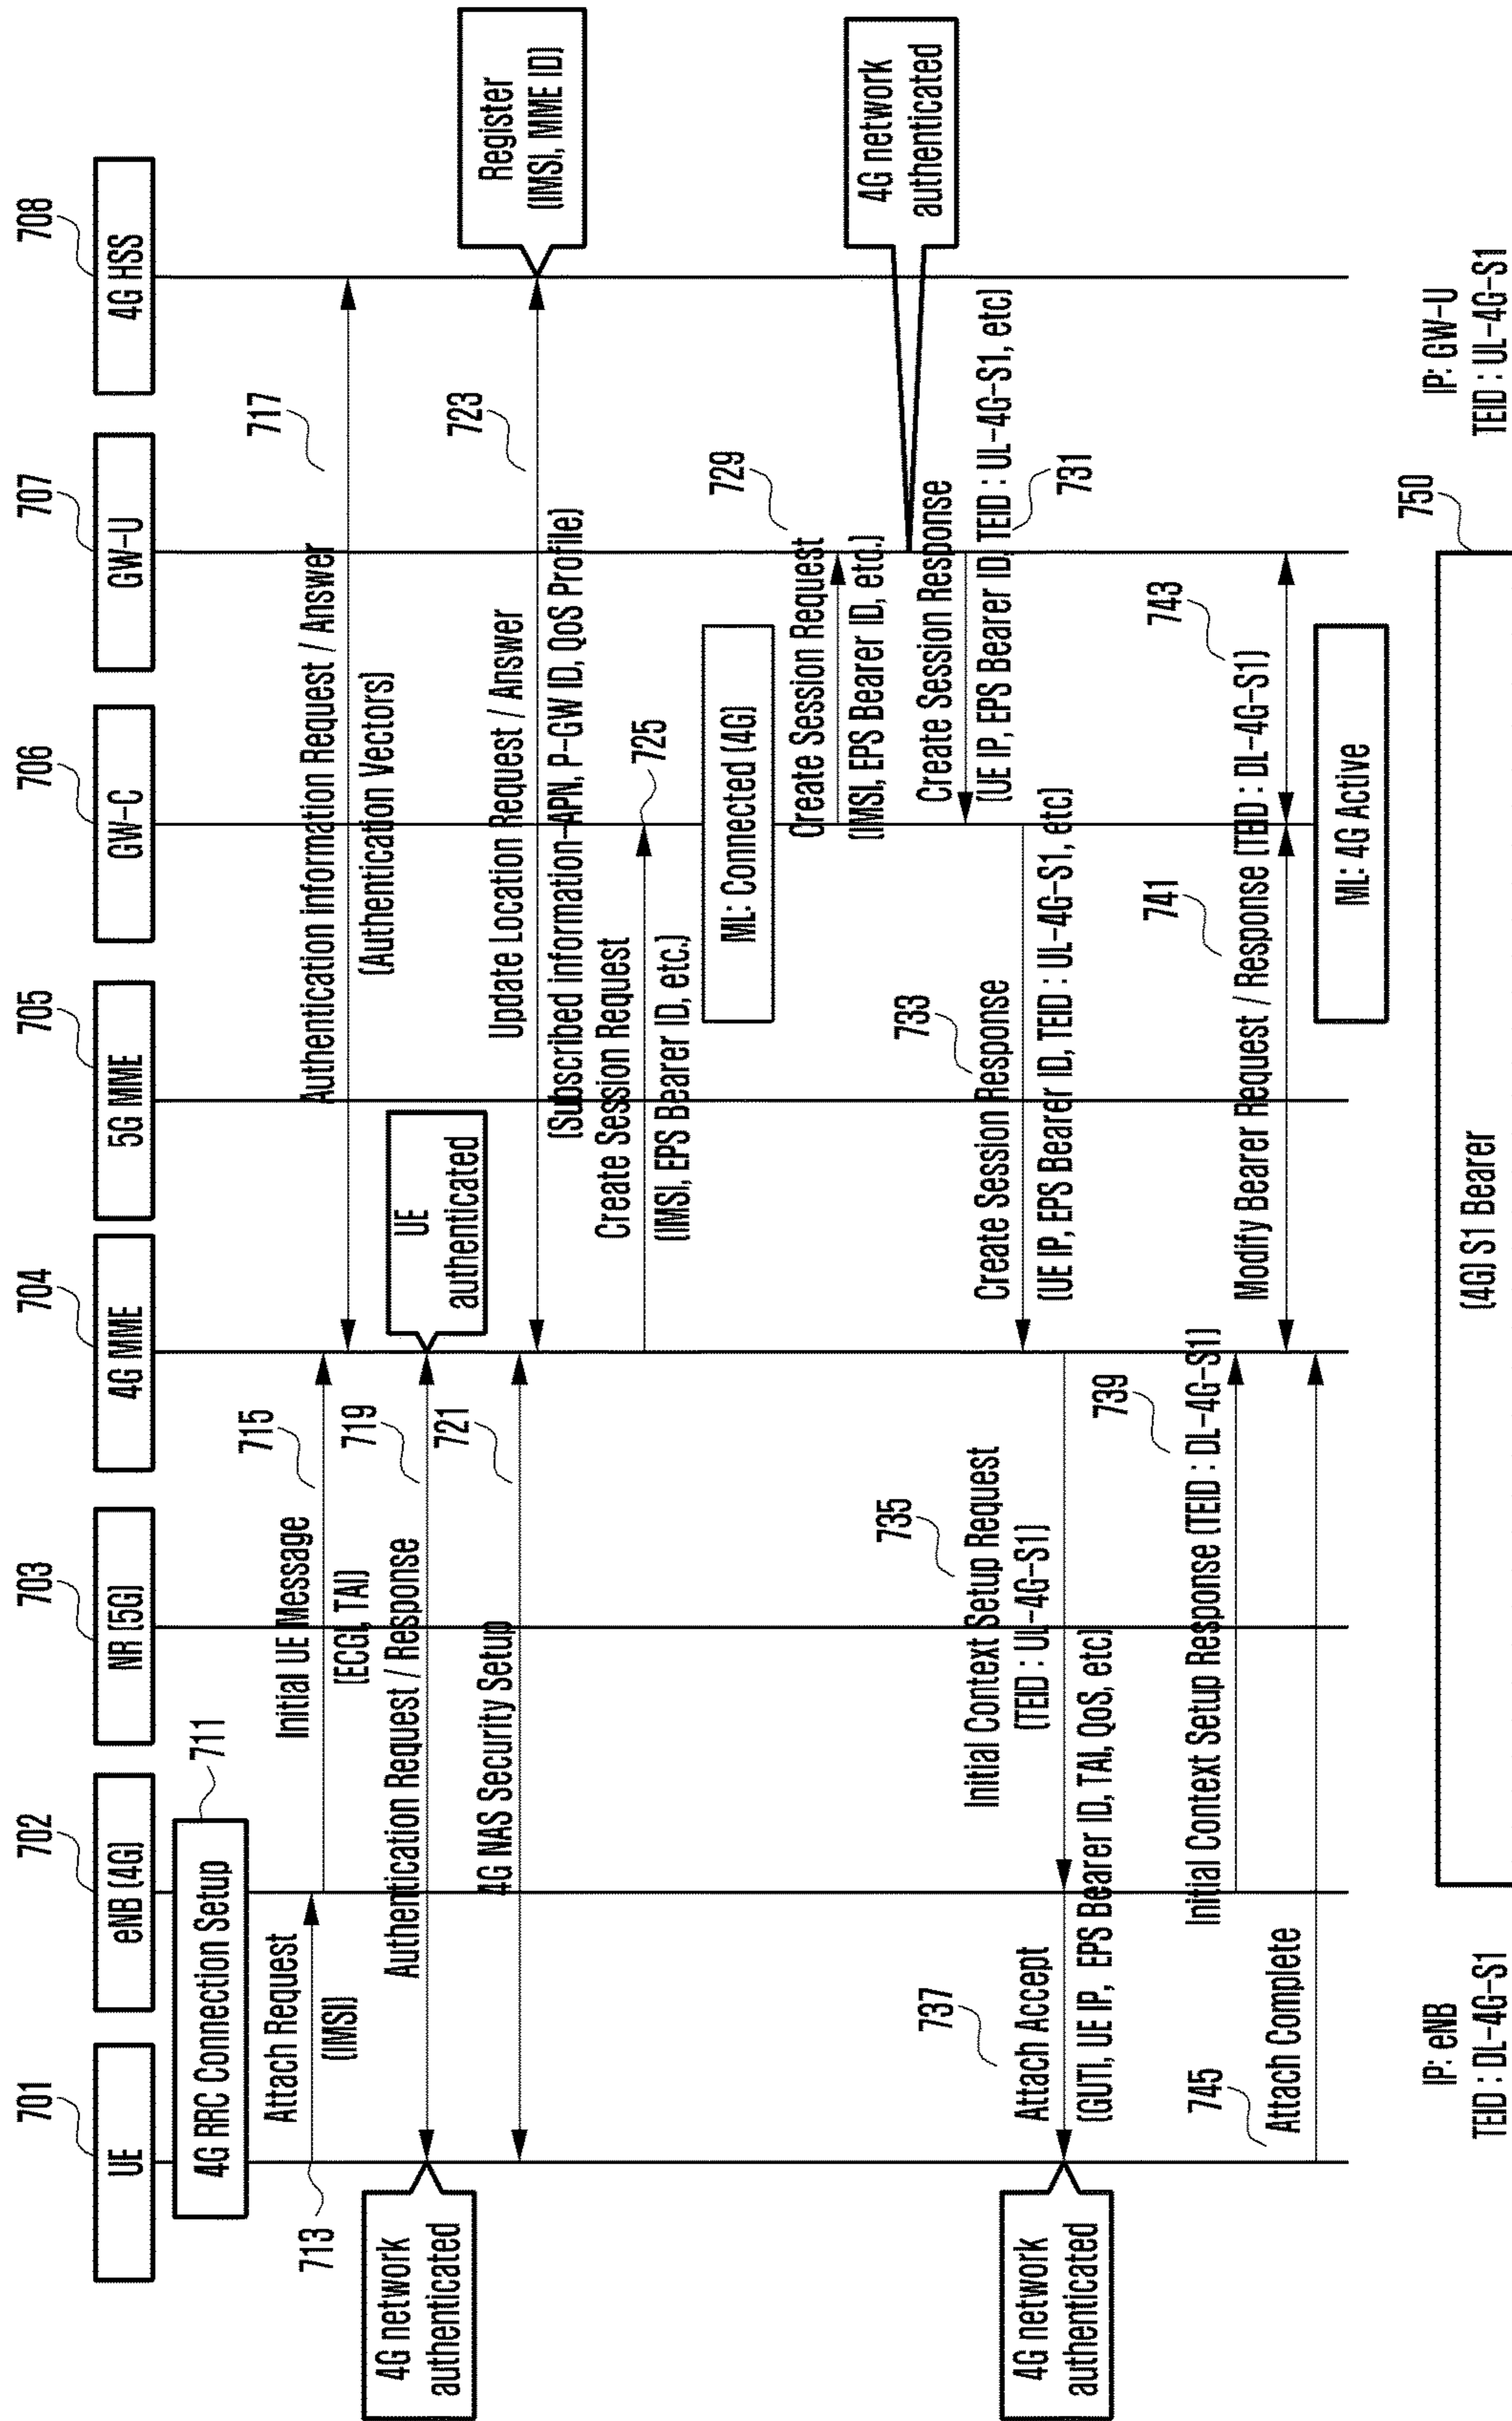 701
702
703
704
705
706
707
708
UE
eNB (4G)
NR (5G)
4G MME
5G MME
GW-C
GW-U
4G HSS
4G RRC Connection Setup
711
Attach Request
(IMSI)
713
Initial UE Message
(ECGI, TAI)
715
Authentication information Request / Answer
(Authentication Vectors)
717
Authentication Request / Response
719
4G network
authenticated
UE
authenticated
4G NAS Security Setup
721
Update Location Request / Answer
(Subscribed information-APN, P-GW ID, QoS Profile)
723
Register
(IMSI, MME ID)
Create Session Request
(IMSI, EPS Bearer ID, etc.)
725
ML: Connected (4G)
Create Session Request
(IMSI, EPS Bearer ID, etc.)
729
4G network
authenticated
Create Session Response
(UE IP, EPS Bearer ID, TEID : UL-4G-S1, etc)
731
733
Create Session Response
(UE IP, EPS Bearer ID, TEID : UL-4G-S1, etc)
735
Initial Context Setup Request
(TEID : UL-4G-S1)
737
Attach Accept
(GUTI, UE IP, EPS Bearer ID, TAI, QoS, etc)
4G network
authenticated
739
Initial Context Setup Response (TEID : DL-4G-S1)
741
743
Modify Bearer Request / Response (TEID : DL-4G-S1)
745
Attach Complete
ML: 4G Active
750
IP: eNB
TEID : DL-4G-S1
(4G) S1 Bearer
IP: GW-U
TEID : UL-4G-S1